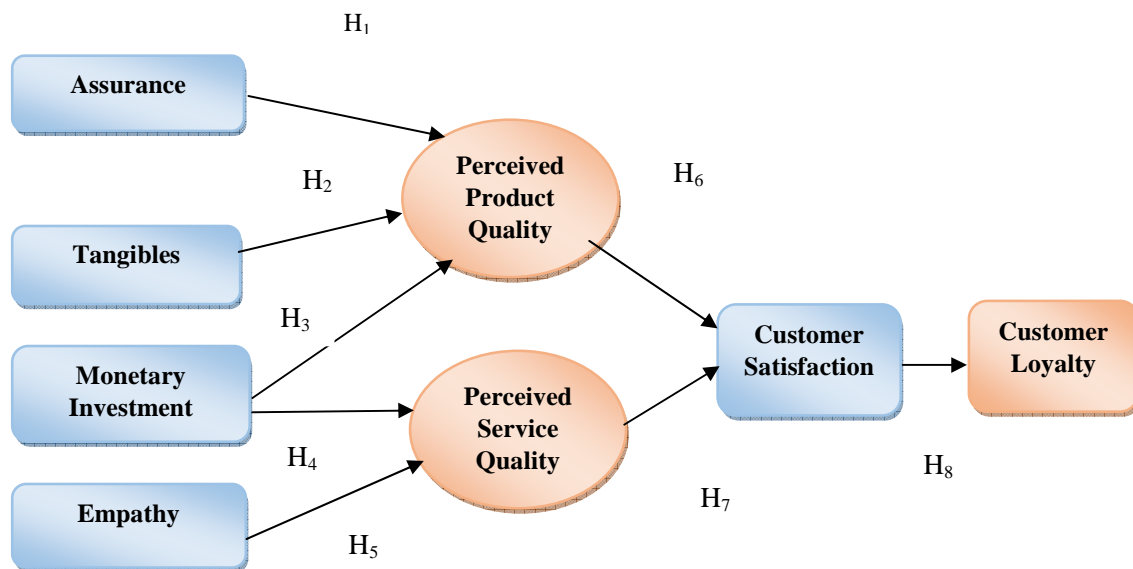 H₁
Assurance
Perceived
Product
Quality
H₂
H₆
Tangibles
H₃
Customer
Satisfaction
Customer
Loyalty
Monetary
Investment
Perceived
Service
Quality
H₄
H₈
H₇
Empathy
H₅